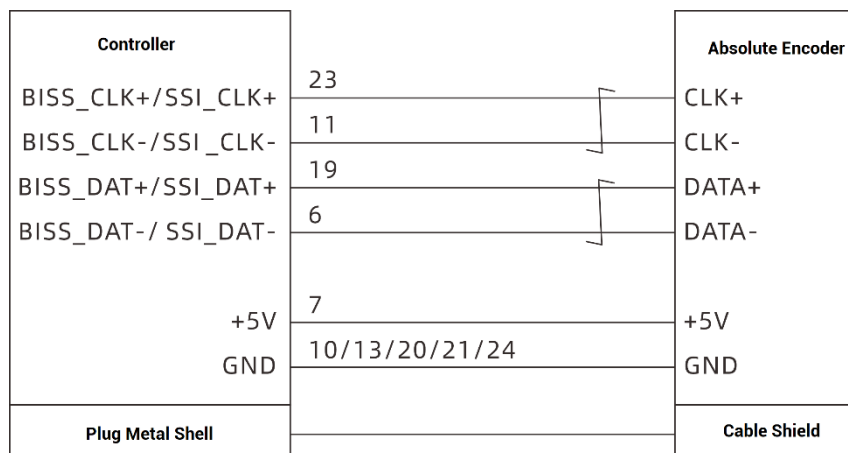 Controller
Absolute Encoder
BISS_CLK+/SSI_CLK+ 23 CLK+
BISS_CLK-/SSI_CLK- 11 CLK-
BISS_DAT+/SSI_DAT+ 19 DATA+
BISS_DAT-/ SSI_DAT- 6 DATA-
+5V 7 +5V
GND 10/13/20/21/24 GND
Plug Metal Shell Cable Shield